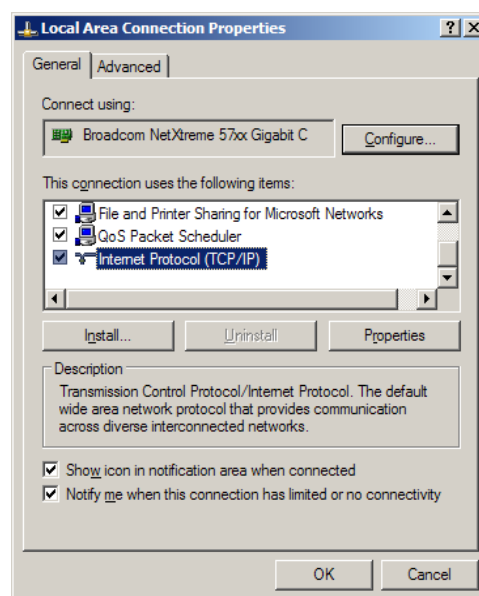 Local Area Connection Properties
General
Advanced
Connect using:
Broadcom NetXtreme 57xx Gigabit C
Configure...
This connection uses the following items:
File and Printer Sharing for Microsoft Networks
QoS Packet Scheduler
Internet Protocol (TCP/IP)
Install...
Uninstall
Properties
Description
Transmission Control Protocol/Internet Protocol. The default
wide area network protocol that provides communication
across diverse interconnected networks.
Show icon in notification area when connected
Notify me when this connection has limited or no connectivity
OK
Cancel